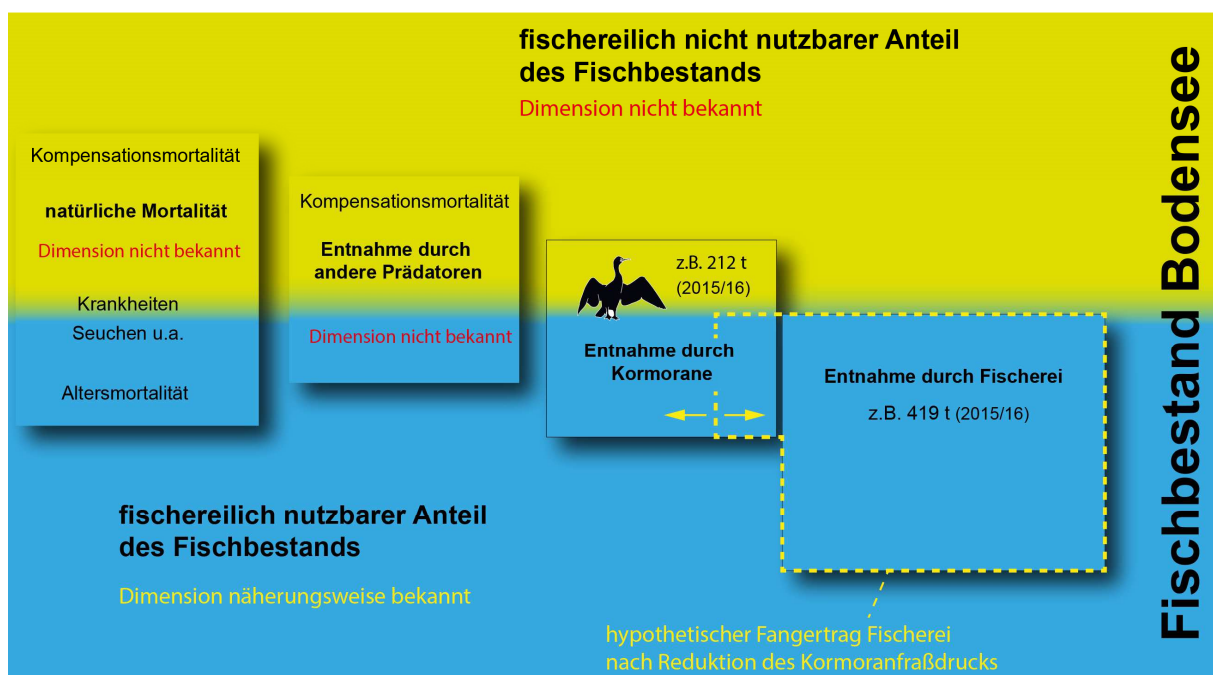 fischereilich nicht nutzbarer Anteil
des Fischbestands
Dimension nicht bekannt
Kompensationsmortalität
natürliche Mortalität
Dimension nicht bekannt
Krankheiten
Seuchen u.a.
Altersmortalität
Kompensationsmortalität
Entnahme durch
andere Prädatoren
Dimension nicht bekannt
z.B. 212 t
(2015/16)
Entnahme durch
Kormorane
Entnahme durch Fischerei
z.B. 419 t (2015/16)
fischereilich nutzbarer Anteil
des Fischbestands
Dimension näherungsweise bekannt
hypothetischer Fangertrag Fischerei
nach Reduktion des Kormoranfraßdrucks
Fischbestand Bodensee